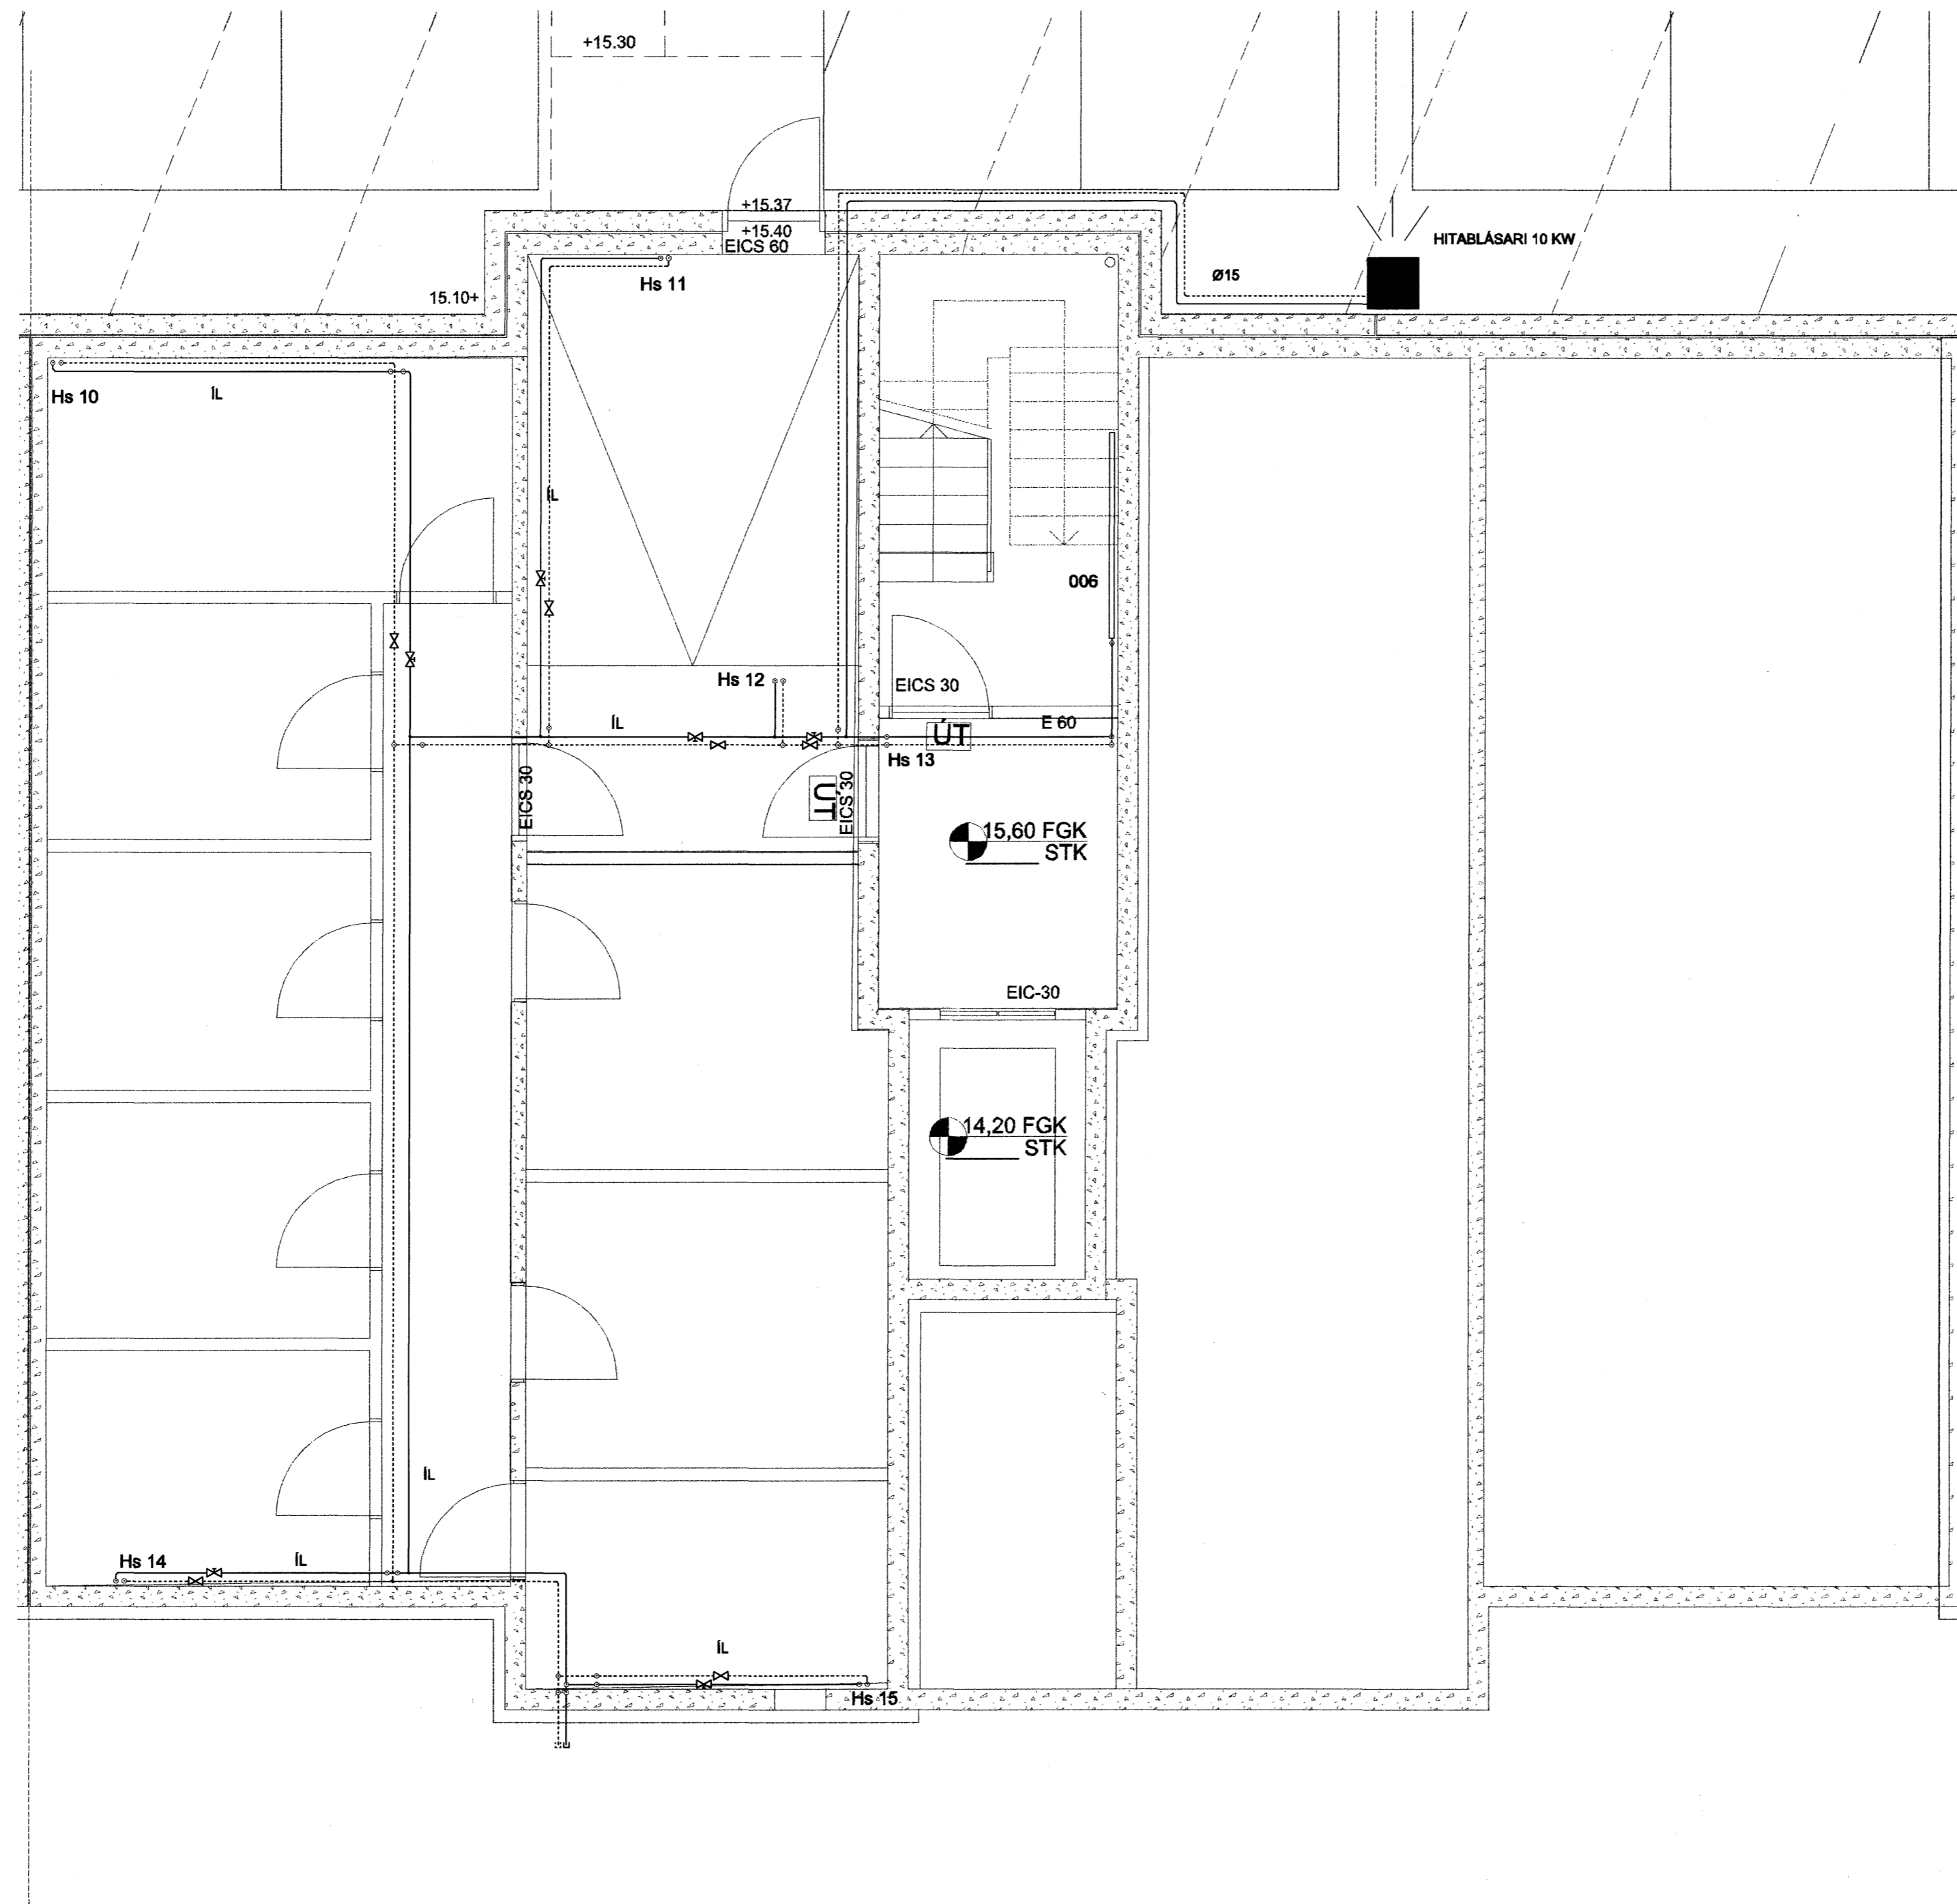 +15.30
+15.37
+15.40
EICS 60
HITABLÁSARI 10 KW
Ø15
Hs 11
15.10+
Hs 10
ÍL
ÍL
006
Hs 12
EICS 30
ÍL
ÚT
E 60
Hs 13
EICS 30
ÚT
EICS 30
15,60 FGK
STK
EIC-30
14,20 FGK
STK
ÍL
Hs 14
ÍL
ÍL
Hs 15